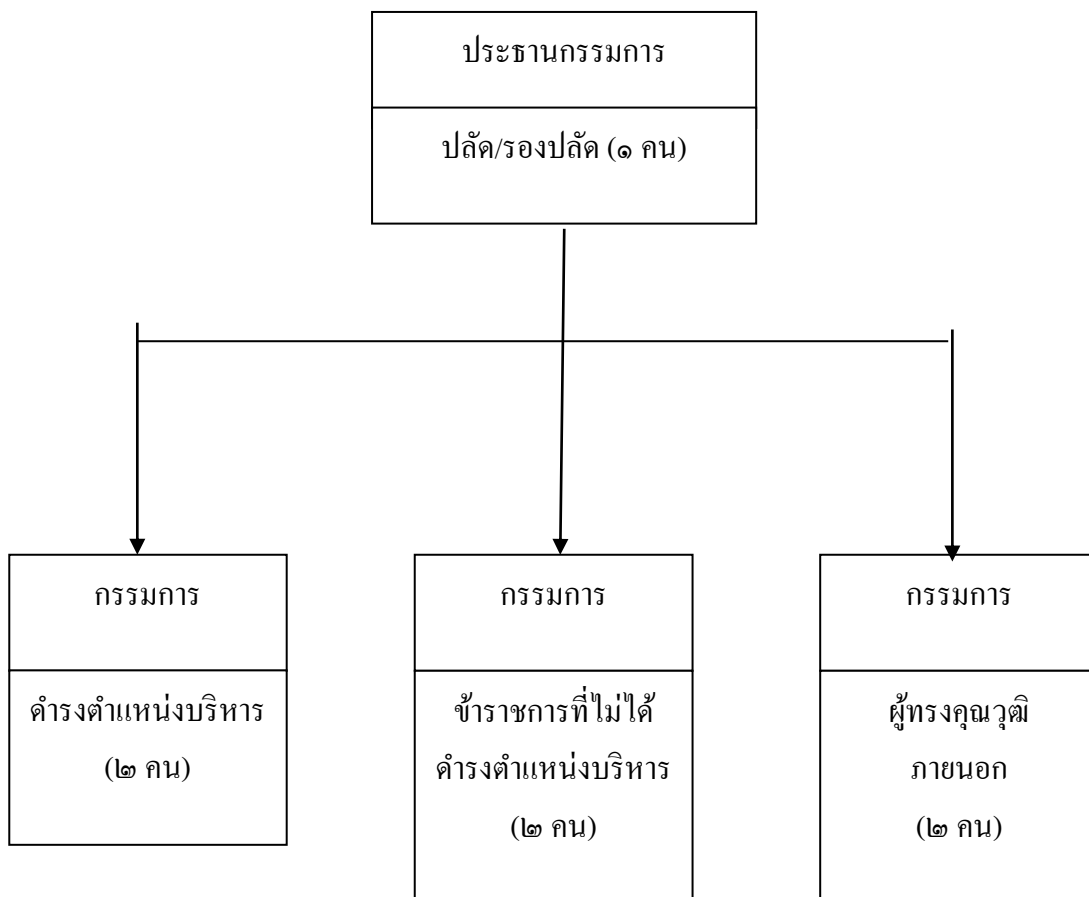 ประธานกรรมการ
ปลัด/รองปลัด (๑ คน)
กรรมการ
ดำรงตำแหน่งบริหาร
(๒ คน)
กรรมการ
ข้าราชการที่ไม่ได้
ดำรงตำแหน่งบริหาร
(๒ คน)
กรรมการ
ผู้ทรงคุณวุฒิ
ภายนอก
(๒ คน)